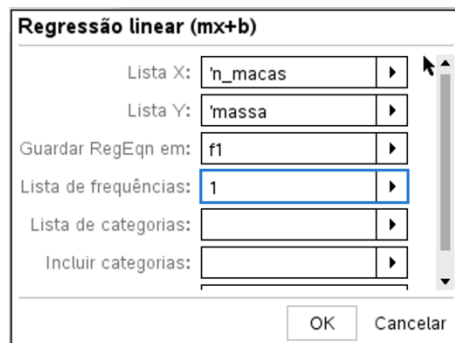 Regressão linear (mx+b)
Lista X: 'n_macas
Lista Y: 'massa
Guardar RegEqn em: f1
Lista de frequências: 1
Lista de categorias:
Incluir categorias:
OK Cancelar